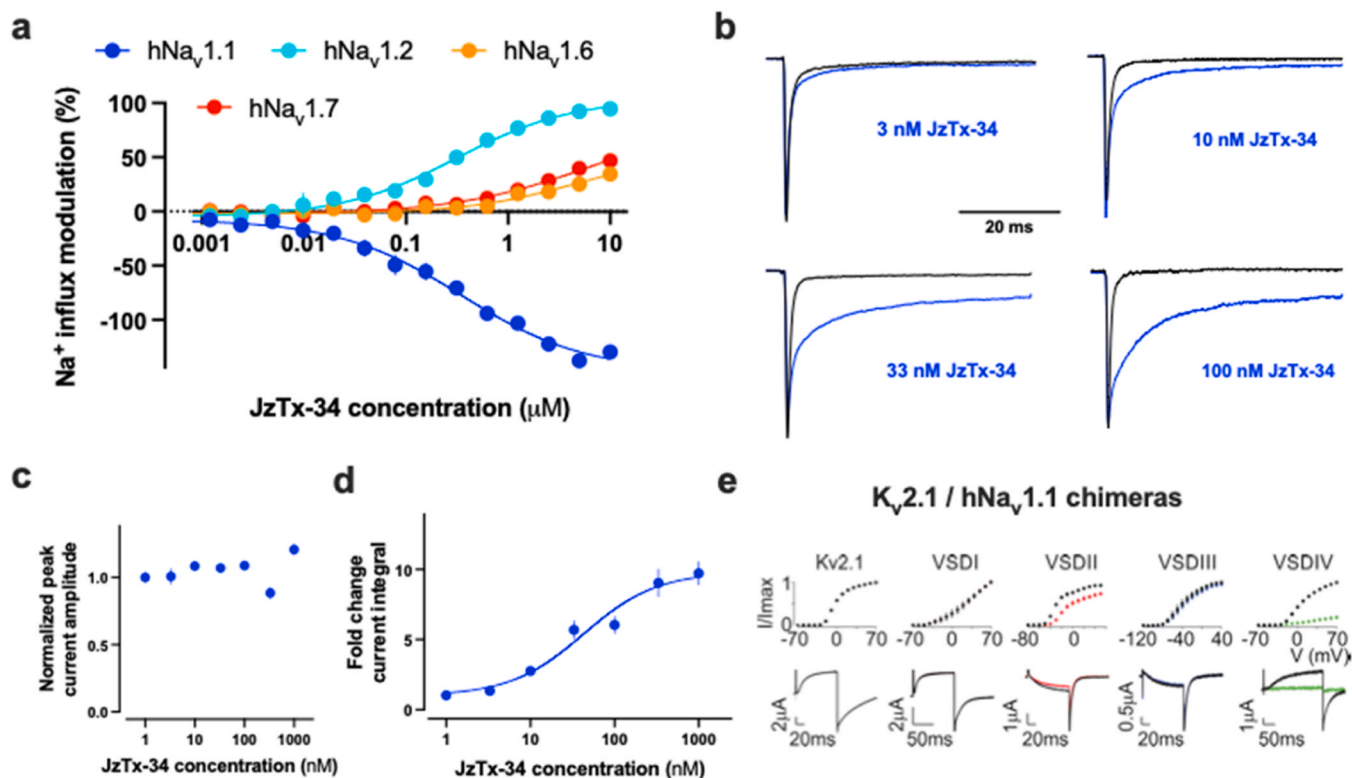 a
hNav1.1 hNav1.2 hNav1.6
hNav1.7
Na+ influx modulation (%)
100
50
0
-50
-100
0.001 0.01 0.1 1 10
JzTx-34 concentration (μM)
b
3 nM JzTx-34
10 nM JzTx-34
20 ms
33 nM JzTx-34
100 nM JzTx-34
c
Normalized peak
current amplitude
1.0
0.5
0.0
1 10 100 1000
JzTx-34 concentration (nM)
d
Fold change
current integral
10
5
0
1 10 100 1000
JzTx-34 concentration (nM)
e
Kv2.1 / hNav1.1 chimeras
Kv2.1 VSDI VSDII VSDIII VSDIV
I/Imax
1
0
-70 0 70 -70 0 70 -80 0 -120 -40 40 -70 0 70
V (mV)
2μA 2μA 1μA 0.5μA 1μA
20ms 50ms 20ms 20ms 50ms